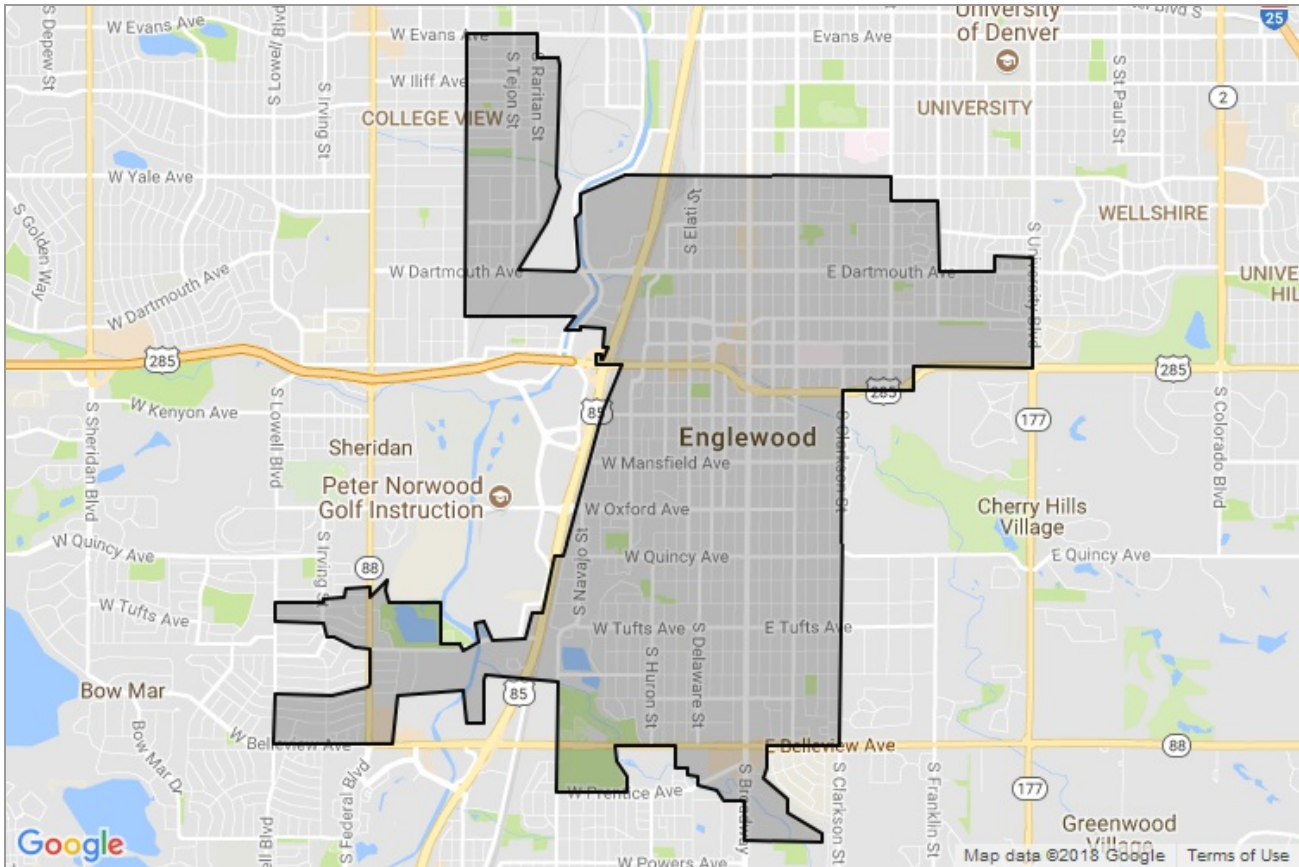 S Depew St
W Evans Ave
S Lowell Blvd
S Irving St
W Evans Ave
W Iliff Ave
S Tejon St
S Raritan St
COLLEGE VIEW
Evans Ave
University
of Denver
25
S St Paul St
2
UNIVERSITY
W Yale Ave
S Golden Way
S Elati St
WELLSHIRE
S University Blvd
W Dartmouth Ave
W Dartmouth Ave
E Dartmouth Ave
285
285
285
W Kenyon Ave
S Sheridan Blvd
S Lowell Blvd
85
S Clarkson St
177
S Colorado Blvd
Sheridan
Englewood
W Mansfield Ave
Peter Norwood
Golf Instruction
W Oxford Ave
Cherry Hills
Village
W Quincy Ave
S Irving St
S Navajo St
W Quincy Ave
E Quincy Ave
88
W Tufts Ave
W Tufts Ave
S Delaware St
E Tufts Ave
S Huron St
Bow Mar
85
Bow Mar Dr
W Belleview Ave
E Belleview Ave
88
S Federal Blvd
S Broadway
S Clarkson St
S Franklin St
W Prentice Ave
177
Greenwood
Village
Google
W Powers Ave
Map data ©2018 Google
Terms of Use